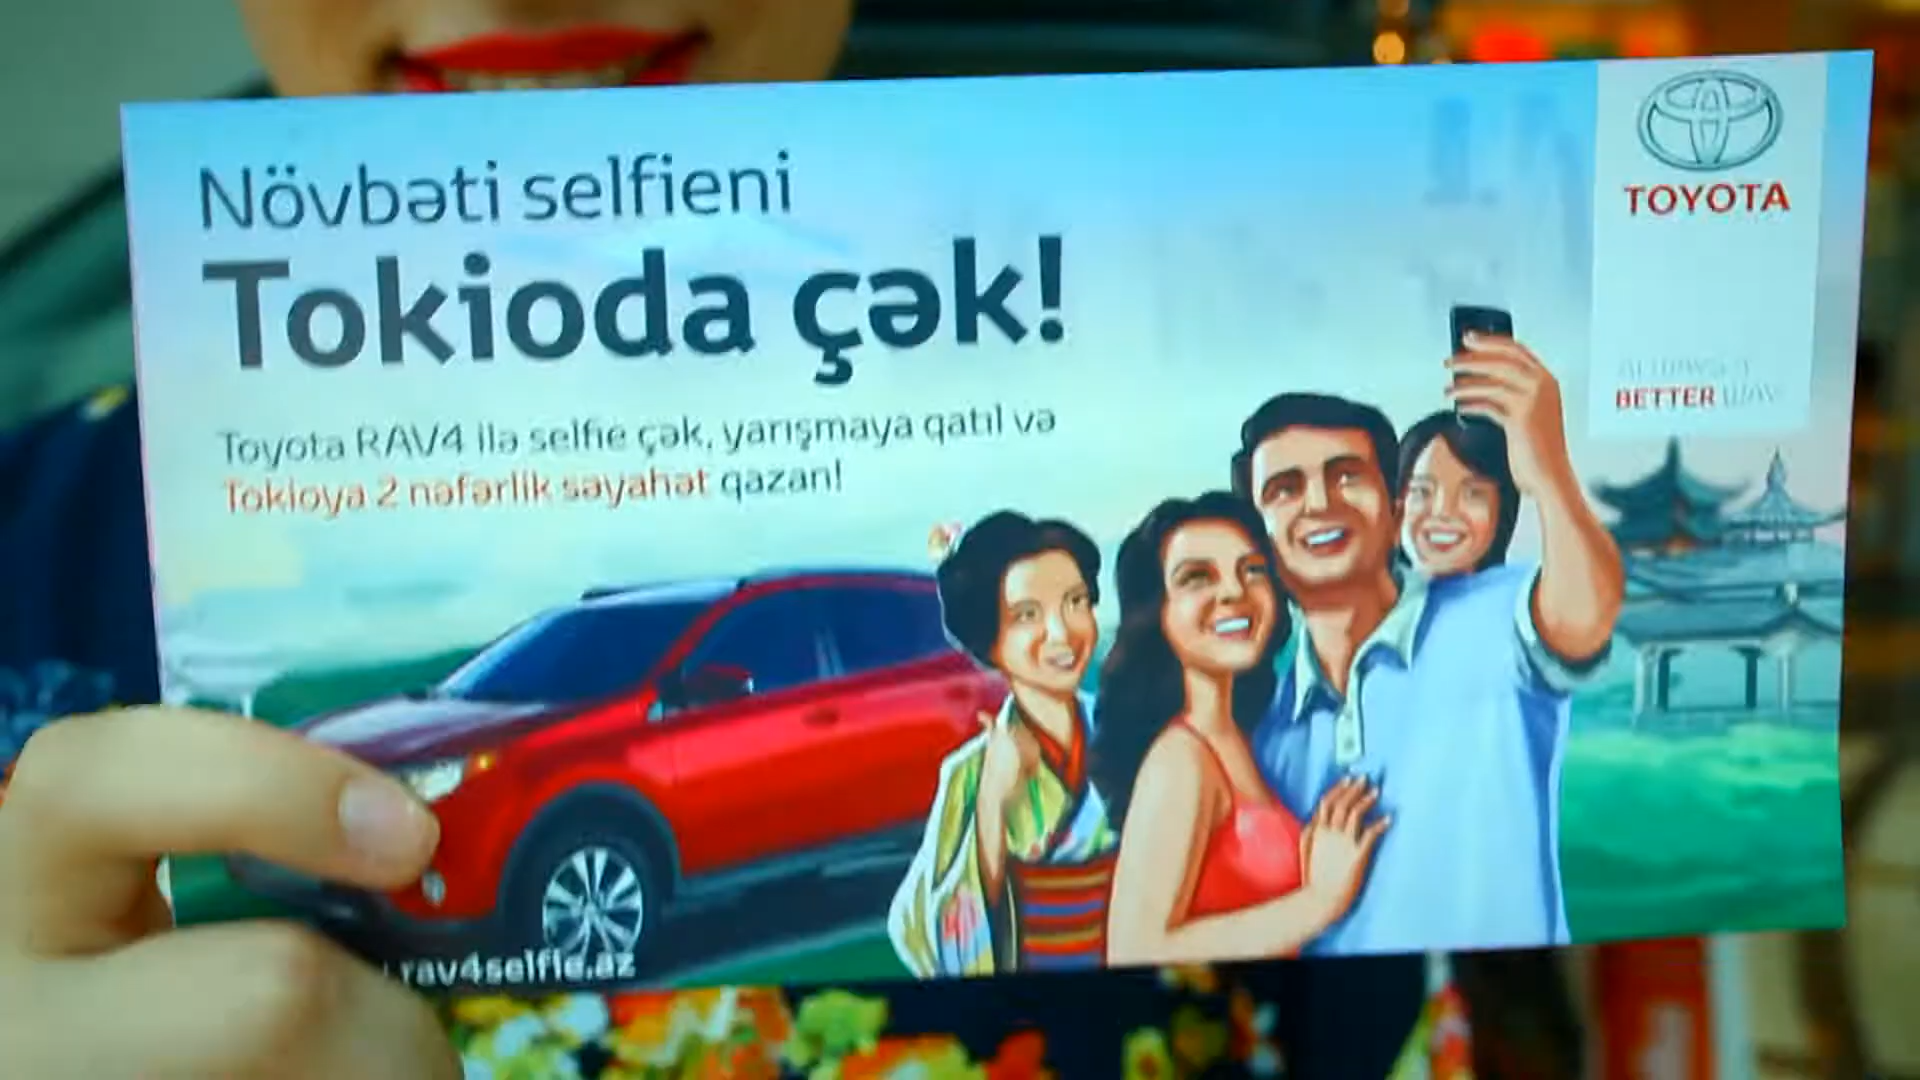 Növbəti selfieni
Tokioda çək!
Toyota RAV4 ilə selfie çək, yarışmaya qatıl və
Tokioya 2 nəfərlik səyahət qazan!
rav4selfie.az
TOYOTA
BETTER WAY